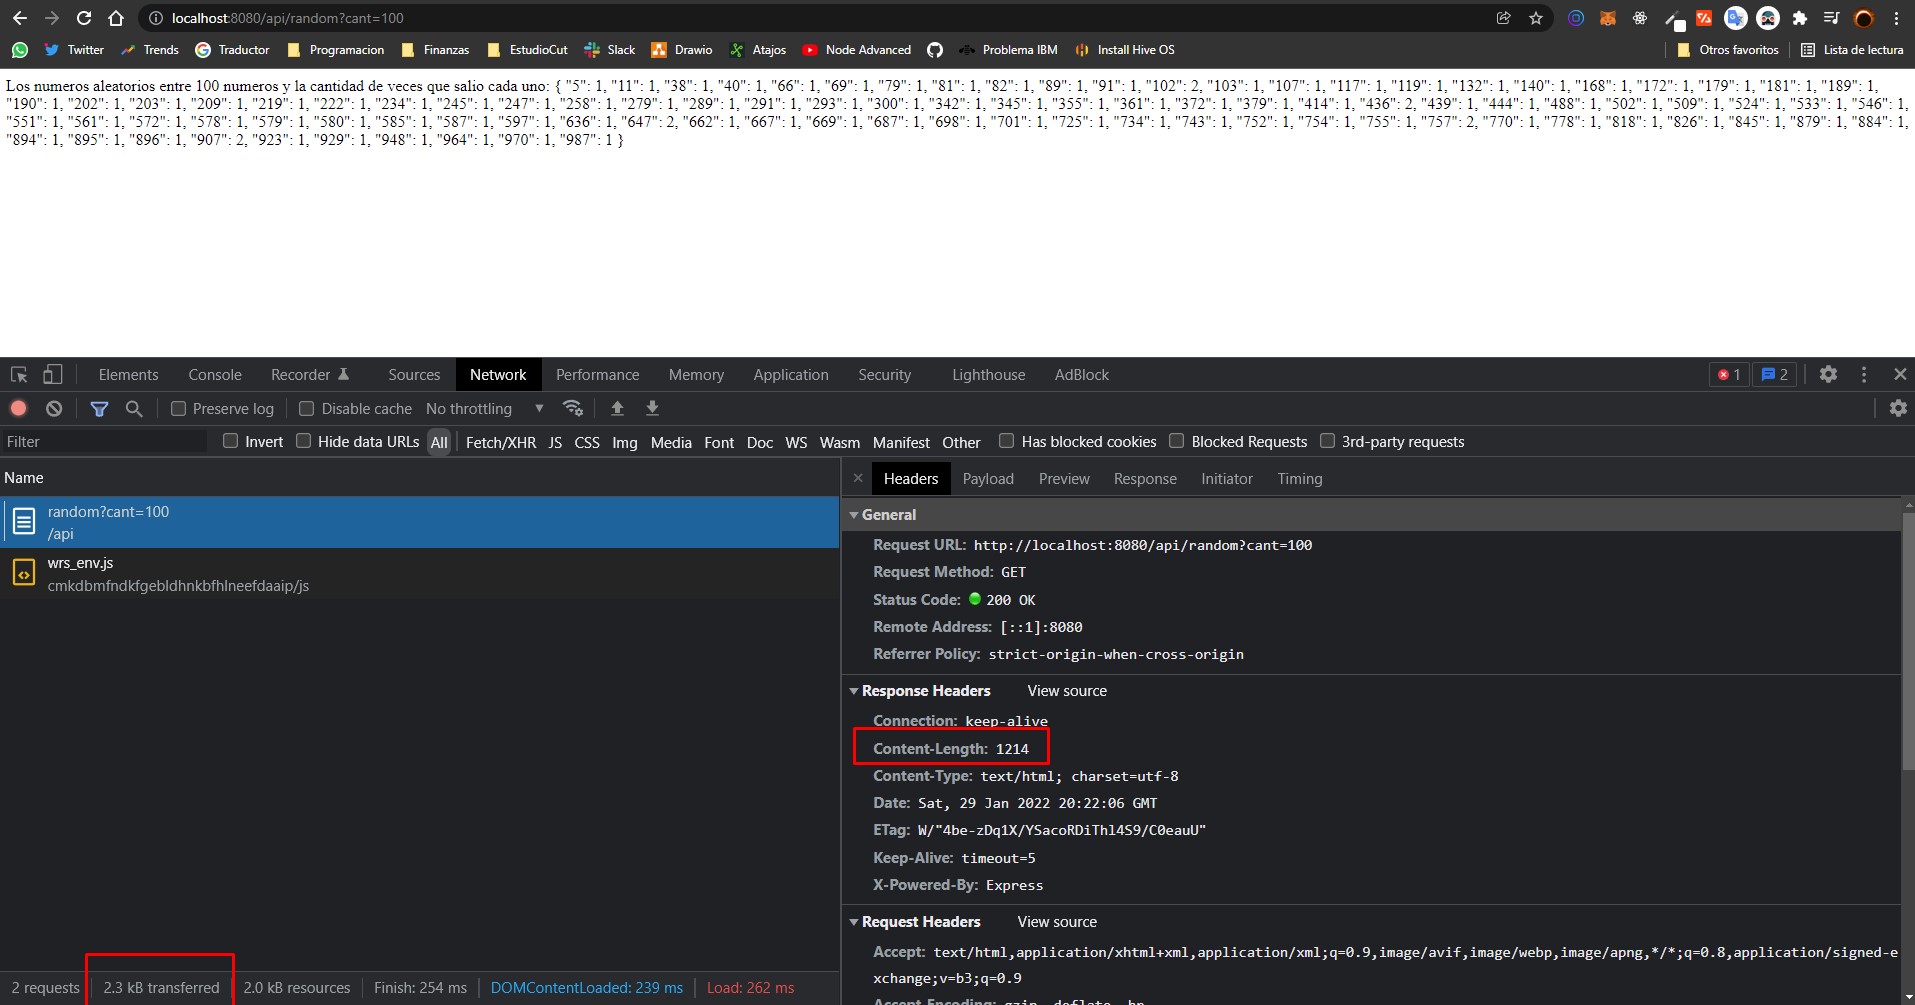 localhost:8080/api/random?cant=100
Twitter Trends Traductor Programacion Finanzas EstudioCut Slack Drawio Atajos Node Advanced Problema IBM Install Hive OS Otros favoritos Lista de lectura
Los numeros aleatorios entre 100 numeros y la cantidad de veces que salio cada uno: { "5": 1, "11": 1, "38": 1, "40": 1, "66": 1, "69": 1, "79": 1, "81": 1, "82": 1, "89": 1, "91": 1, "102": 2, "103": 1, "107": 1, "117": 1, "119": 1, "132": 1, "140": 1, "168": 1, "172": 1, "179": 1, "181": 1, "189": 1,
"190": 1, "202": 1, "203": 1, "209": 1, "219": 1, "222": 1, "234": 1, "245": 1, "247": 1, "258": 1, "279": 1, "289": 1, "291": 1, "293": 1, "300": 1, "342": 1, "345": 1, "355": 1, "361": 1, "372": 1, "379": 1, "414": 1, "436": 2, "439": 1, "444": 1, "488": 1, "502": 1, "509": 1, "524": 1, "533": 1, "546": 1,
"551": 1, "561": 1, "572": 1, "578": 1, "579": 1, "580": 1, "585": 1, "587": 1, "597": 1, "636": 1, "647": 2, "662": 1, "667": 1, "669": 1, "687": 1, "698": 1, "701": 1, "725": 1, "734": 1, "743": 1, "752": 1, "754": 1, "755": 1, "757": 2, "770": 1, "778": 1, "818": 1, "826": 1, "845": 1, "879": 1, "884": 1,
"894": 1, "895": 1, "896": 1, "907": 2, "923": 1, "929": 1, "948": 1, "964": 1, "970": 1, "987": 1 }
Elements Console Recorder Sources Network Performance Memory Application Security Lighthouse AdBlock 1 2
Preserve log Disable cache No throttling
Filter Invert Hide data URLs All Fetch/XHR JS CSS Img Media Font Doc WS Wasm Manifest Other Has blocked cookies Blocked Requests 3rd-party requests
Name
random?cant=100
/api
wrs_env.js
cmkdbmfndkfgebldhnkbfhlneefdaaip/js
Headers Payload Preview Response Initiator Timing
General
Request URL: http://localhost:8080/api/random?cant=100
Request Method: GET
Status Code: 200 OK
Remote Address: [::1]:8080
Referrer Policy: strict-origin-when-cross-origin
Response Headers View source
Connection: keep-alive
Content-Length: 1214
Content-Type: text/html; charset=utf-8
Date: Sat, 29 Jan 2022 20:22:06 GMT
ETag: W/"4be-zDq1X/YSacoRDiThl4S9/C0eauU"
Keep-Alive: timeout=5
X-Powered-By: Express
Request Headers View source
Accept: text/html,application/xhtml+xml,application/xml;q=0.9,image/avif,image/webp,image/apng,*/*;q=0.8,application/signed-e
xchange;v=b3;q=0.9
Accept-Encoding: gzip, deflate, br
2 requests 2.3 kB transferred 2.0 kB resources Finish: 254 ms DOMContentLoaded: 239 ms Load: 262 ms